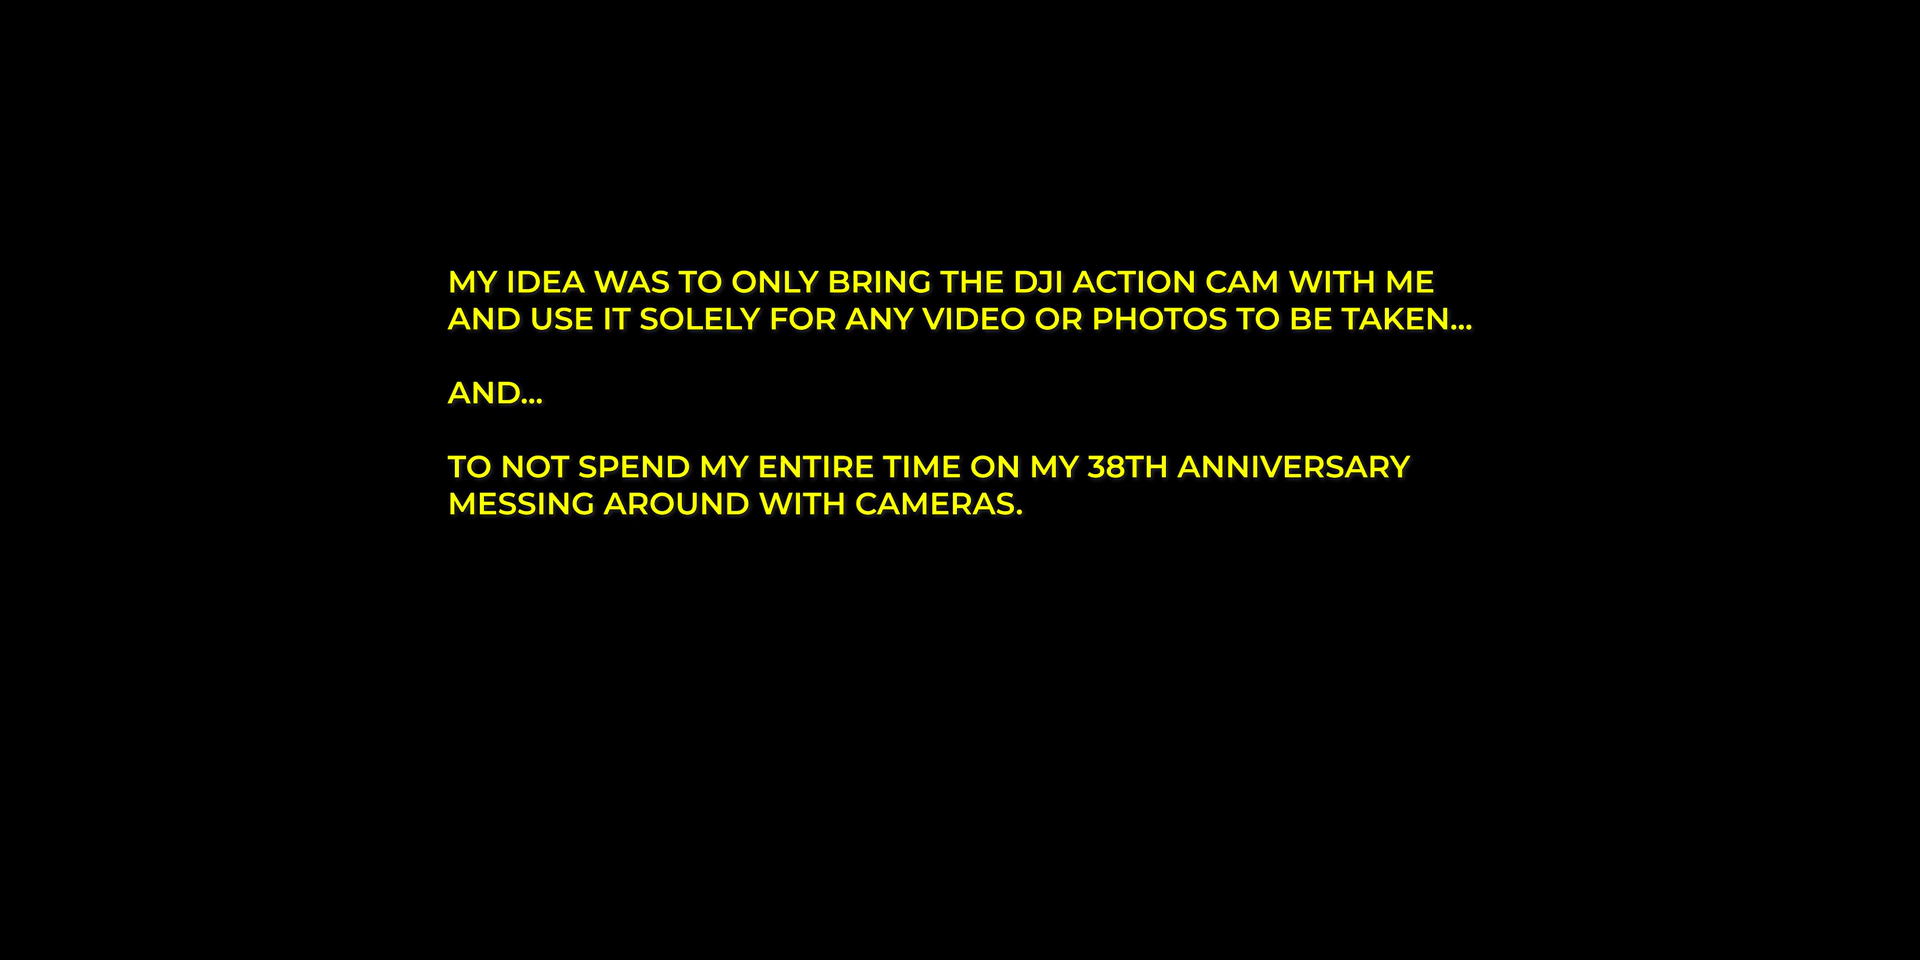 MY IDEA WAS TO ONLY BRING THE DJI ACTION CAM WITH ME
AND USE IT SOLELY FOR ANY VIDEO OR PHOTOS TO BE TAKEN...
AND...
TO NOT SPEND MY ENTIRE TIME ON MY 38TH ANNIVERSARY
MESSING AROUND WITH CAMERAS.